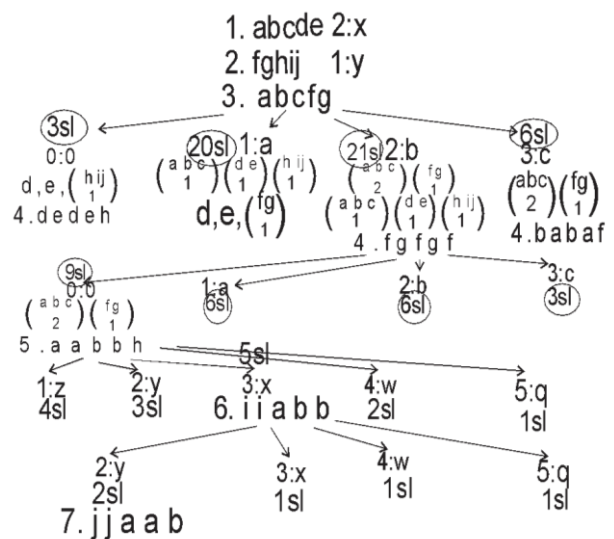 1. abcde 2:x
2. fghij 1:y
3. abcfg
3sl 20sl 1:a 21sl 2:b 6sl
0:0 3:c
d,e,(hij 1) (abc 1)(de 1)(hij 1) (abc 2)(fg 1) (abc 2)(fg 1)
4.dedeh d,e,(fg 1) (abc 1)(de 1)(hij 1) 4.babaf
4.fgfgf
9sl 1:a 2:b 3:c
0:0 6sl 6sl 3sl
(abc 2)(fg 1)
5.aabbh
5sl
1:z 2:y 3:x 4:w 5:q
4sl 3sl 6.iiabb 2sl 1sl
2:y 3:x 4:w 5:q
2sl 1sl 1sl 1sl
7.jjaab